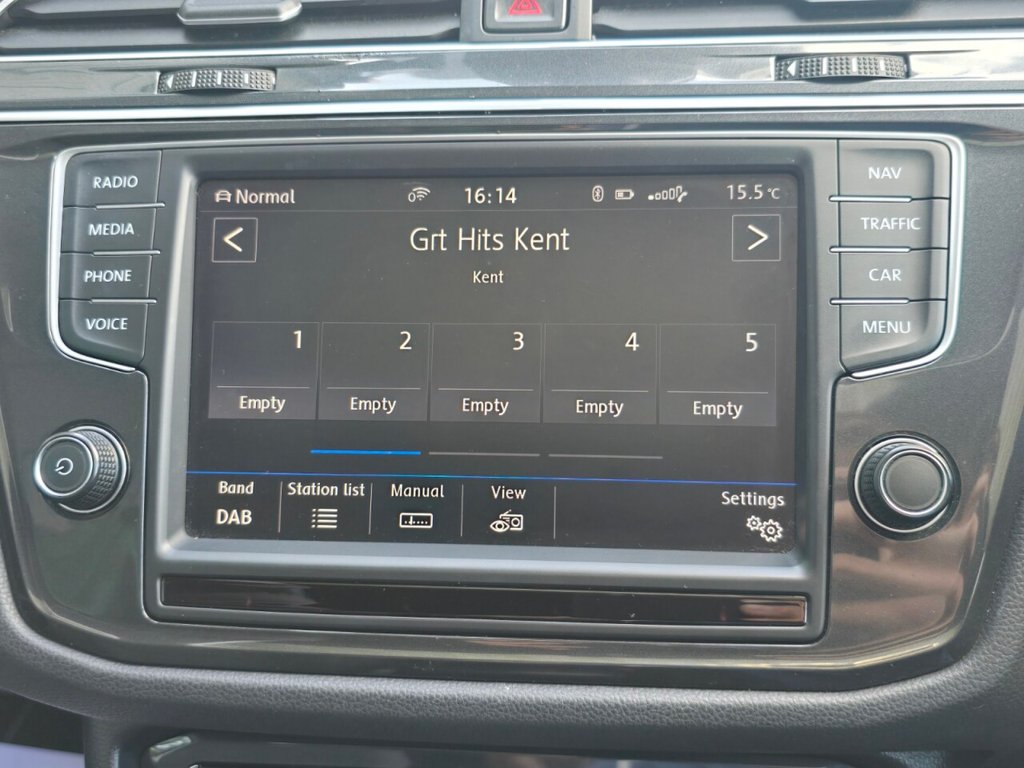 RADIO
MEDIA
PHONE
VOICE
Normal 16:14 15.5 °C
< Grt Hits Kent >
Kent
1 2 3 4 5
Empty Empty Empty Empty Empty
Band Station list Manual View Settings
DAB
NAV
TRAFFIC
CAR
MENU